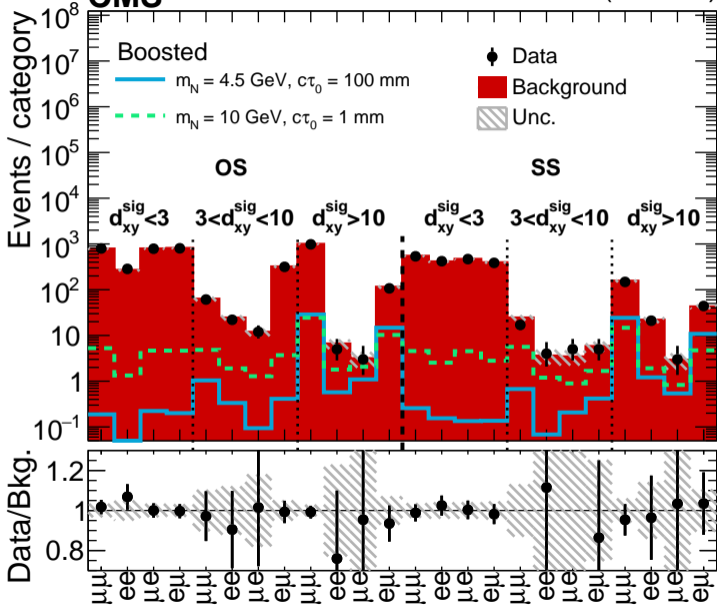 CMS
Boosted
m_N = 4.5 GeV, cτ_0 = 100 mm
m_N = 10 GeV, cτ_0 = 1 mm
Data
Background
Unc.
OS SS
d_xy^sig<3 3<d_xy^sig<10 d_xy^sig>10 d_xy^sig<3 3<d_xy^sig<10 d_xy^sig>10
Events / category
10^8
10^7
10^6
10^5
10^4
10^3
10^2
10
1
10^−1
Data/Bkg.
1.2
1
0.8
μμ ee μe eμ μμ ee μe eμ μμ ee μe eμ μμ ee μe eμ μμ ee μe eμ μμ ee μe eμ